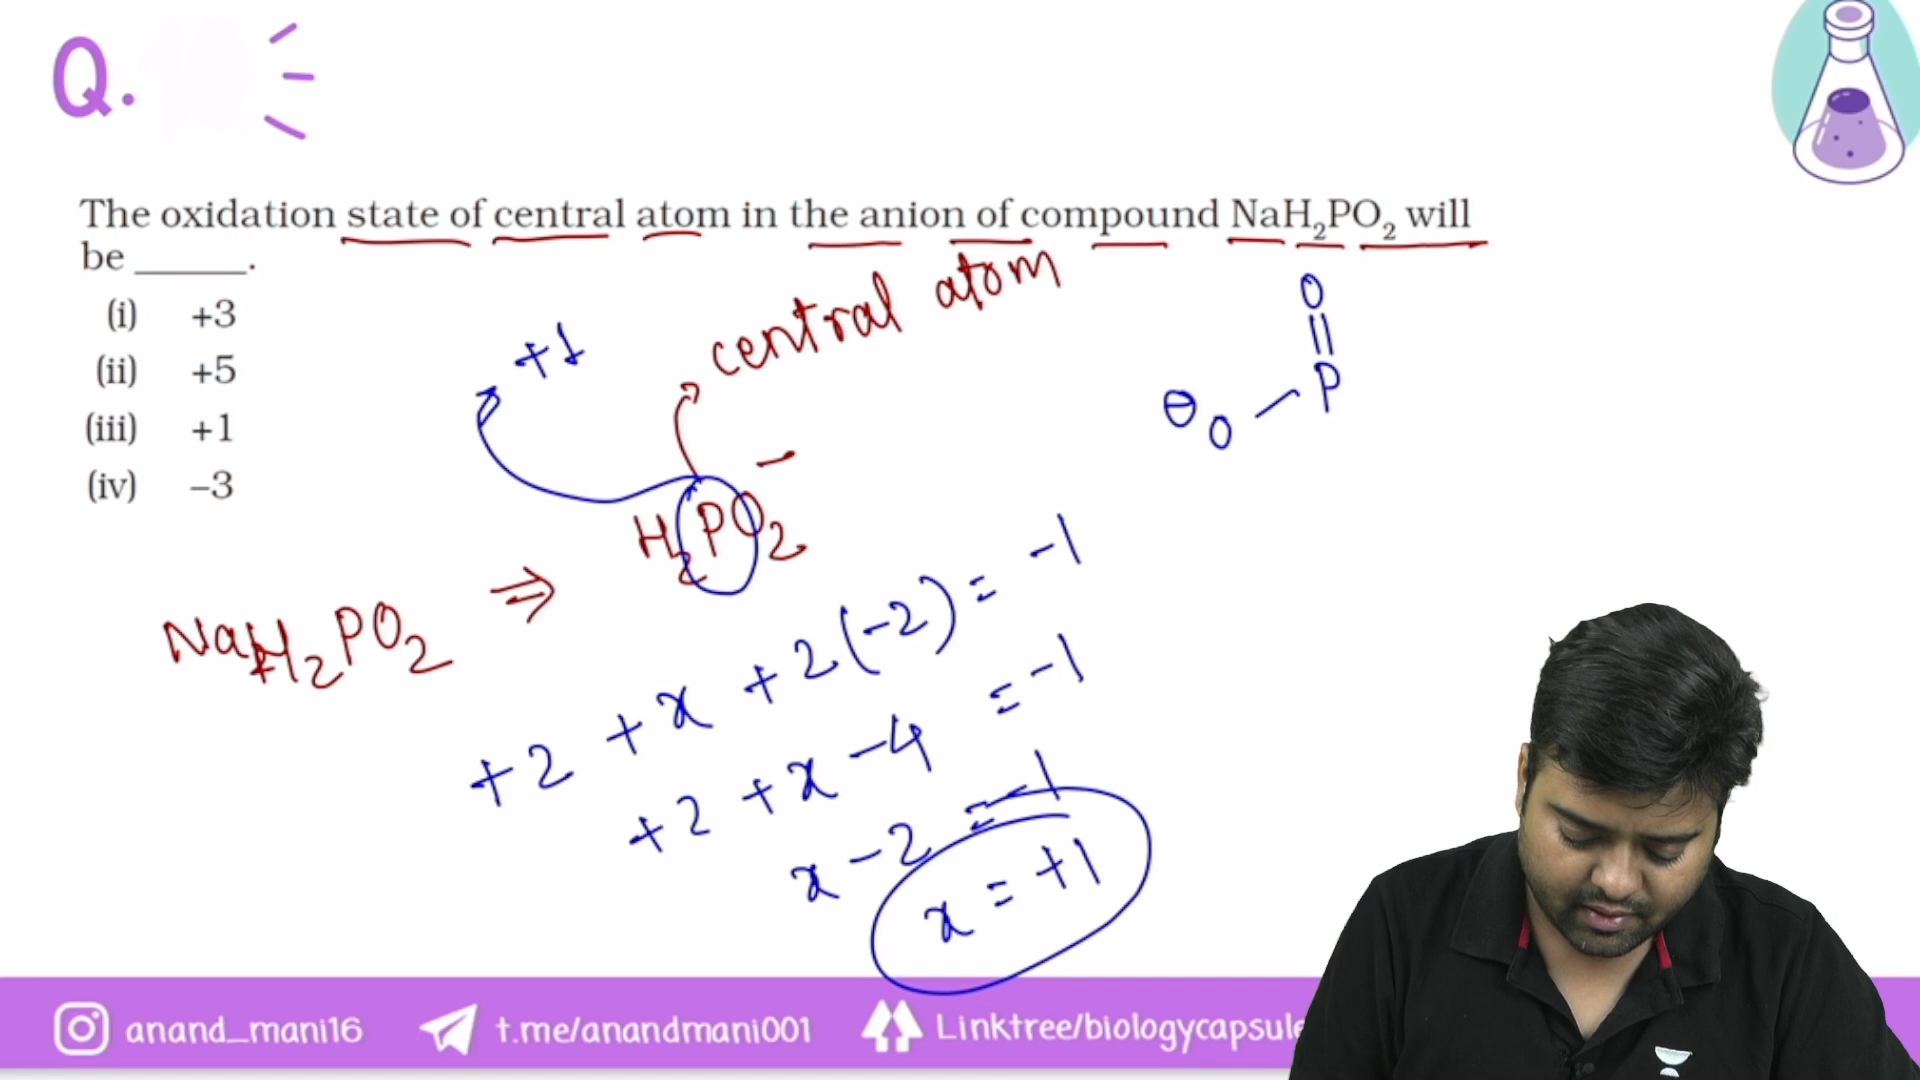 Q.
The oxidation state of central atom in the anion of compound NaH₂PO₂ will
be ______.
(i) +3
(ii) +5
(iii) +1
(iv) –3
central atom
+1
H₂PO₂⁻
NaH₂PO₂ ⇒
+2 + x + 2(-2) = -1
+2 + x - 4 = -1
x - 2 = -1
x = +1
O
||
⊖O - P
anand_mani16
t.me/anandmani001
Linktree/biologycapsule